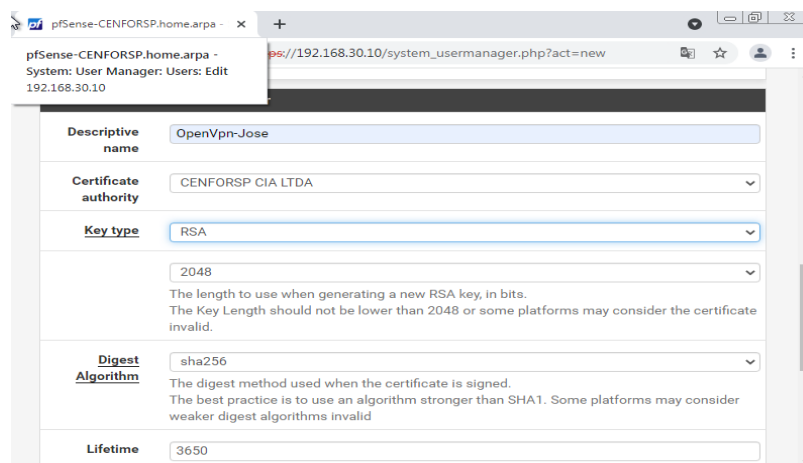 pfSense-CENFORSP.home.arpa -
pfSense-CENFORSP.home.arpa -
System: User Manager: Users: Edit
192.168.30.10
ps://192.168.30.10/system_usermanager.php?act=new
Descriptive name
OpenVpn-Jose
Certificate authority
CENFORSP CIA LTDA
Key type
RSA
2048
The length to use when generating a new RSA key, in bits.
The Key Length should not be lower than 2048 or some platforms may consider the certificate
invalid.
Digest Algorithm
sha256
The digest method used when the certificate is signed.
The best practice is to use an algorithm stronger than SHA1. Some platforms may consider
weaker digest algorithms invalid
Lifetime
3650